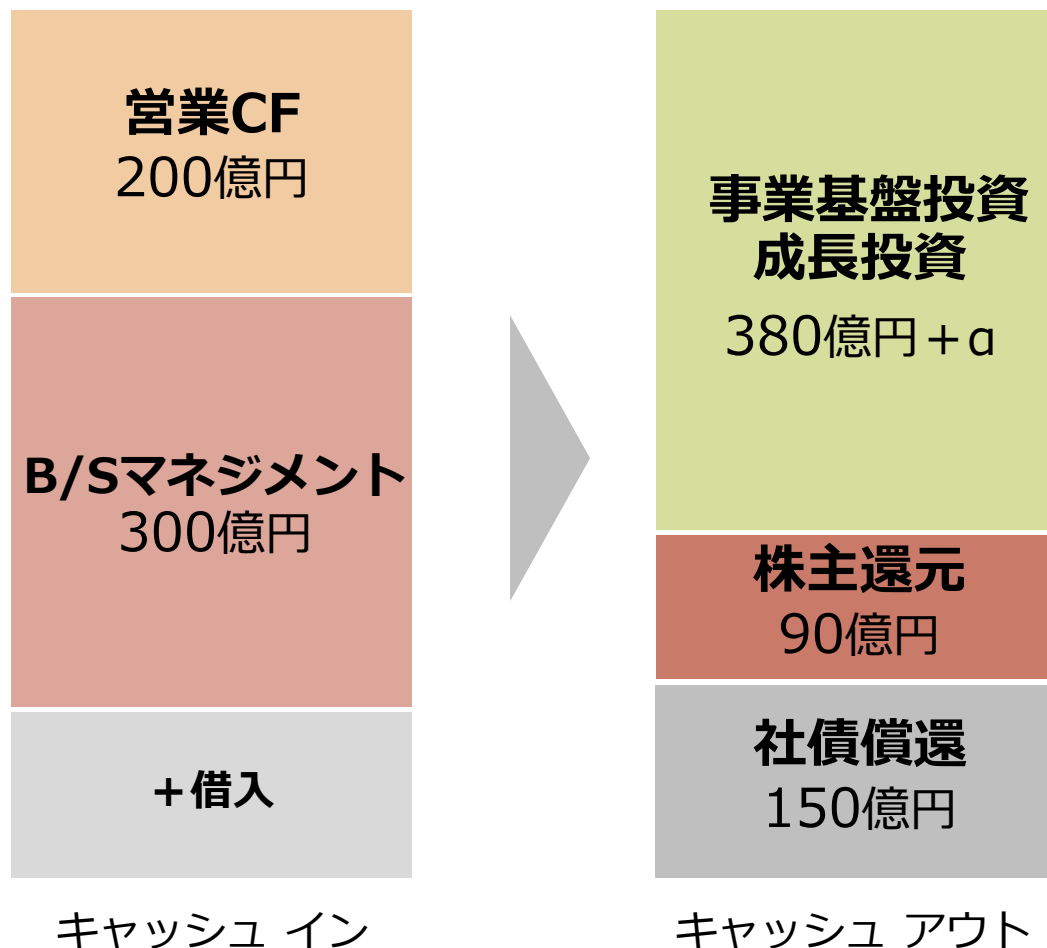 営業CF
200億円
B/Sマネジメント
300億円
+借入
キャッシュ イン
事業基盤投資
成長投資
380億円+α
株主還元
90億円
社債償還
150億円
キャッシュ アウト